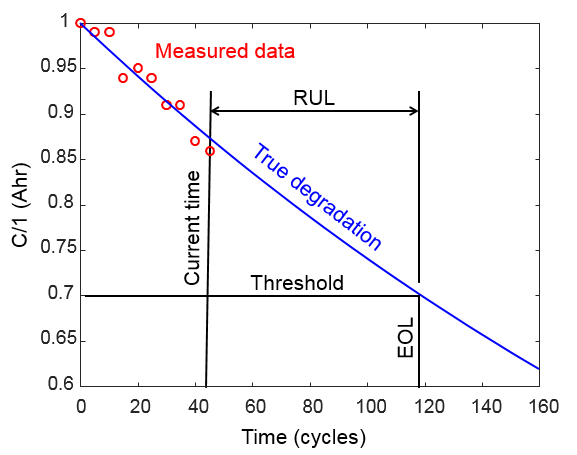 1
0.95
0.9
0.85
0.8
0.75
0.7
0.65
0.6
C/1 (Ahr)
Measured data
RUL
True degradation
Current time
Threshold
EOL
0
20
40
60
80
100
120
140
160
Time (cycles)